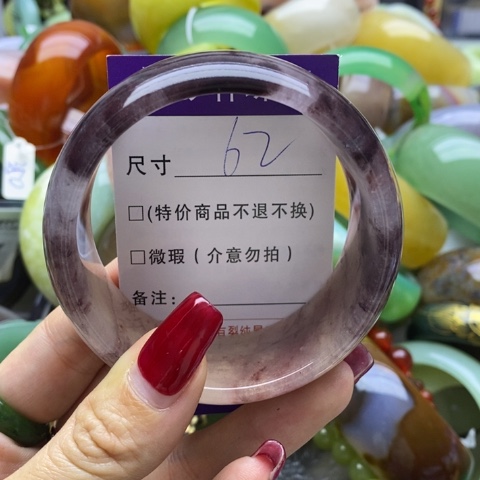 尺寸 62
□(特价商品不退不换)
□微瑕(介意勿拍)
备注: